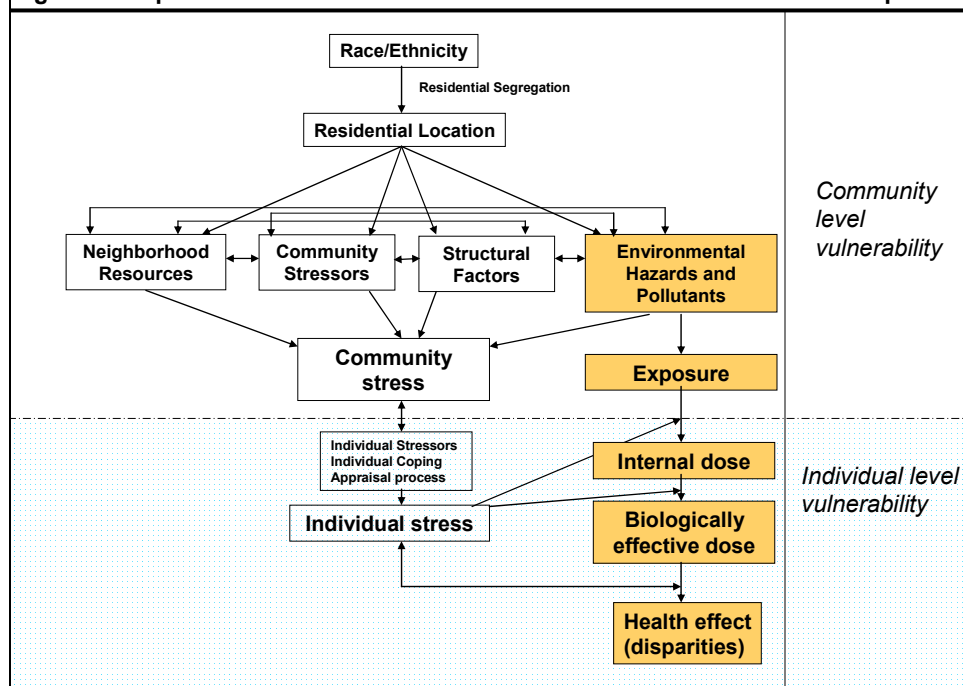 Race/Ethnicity
Residential Segregation
Residential Location
Community
level
vulnerability
Neighborhood
Resources
Community
Stressors
Structural
Factors
Environmental
Hazards and
Pollutants
Community
stress
Exposure
Individual Stressors
Individual Coping
Appraisal process
Internal dose
Individual level
vulnerability
Individual stress
Biologically
effective dose
Health effect
(disparities)